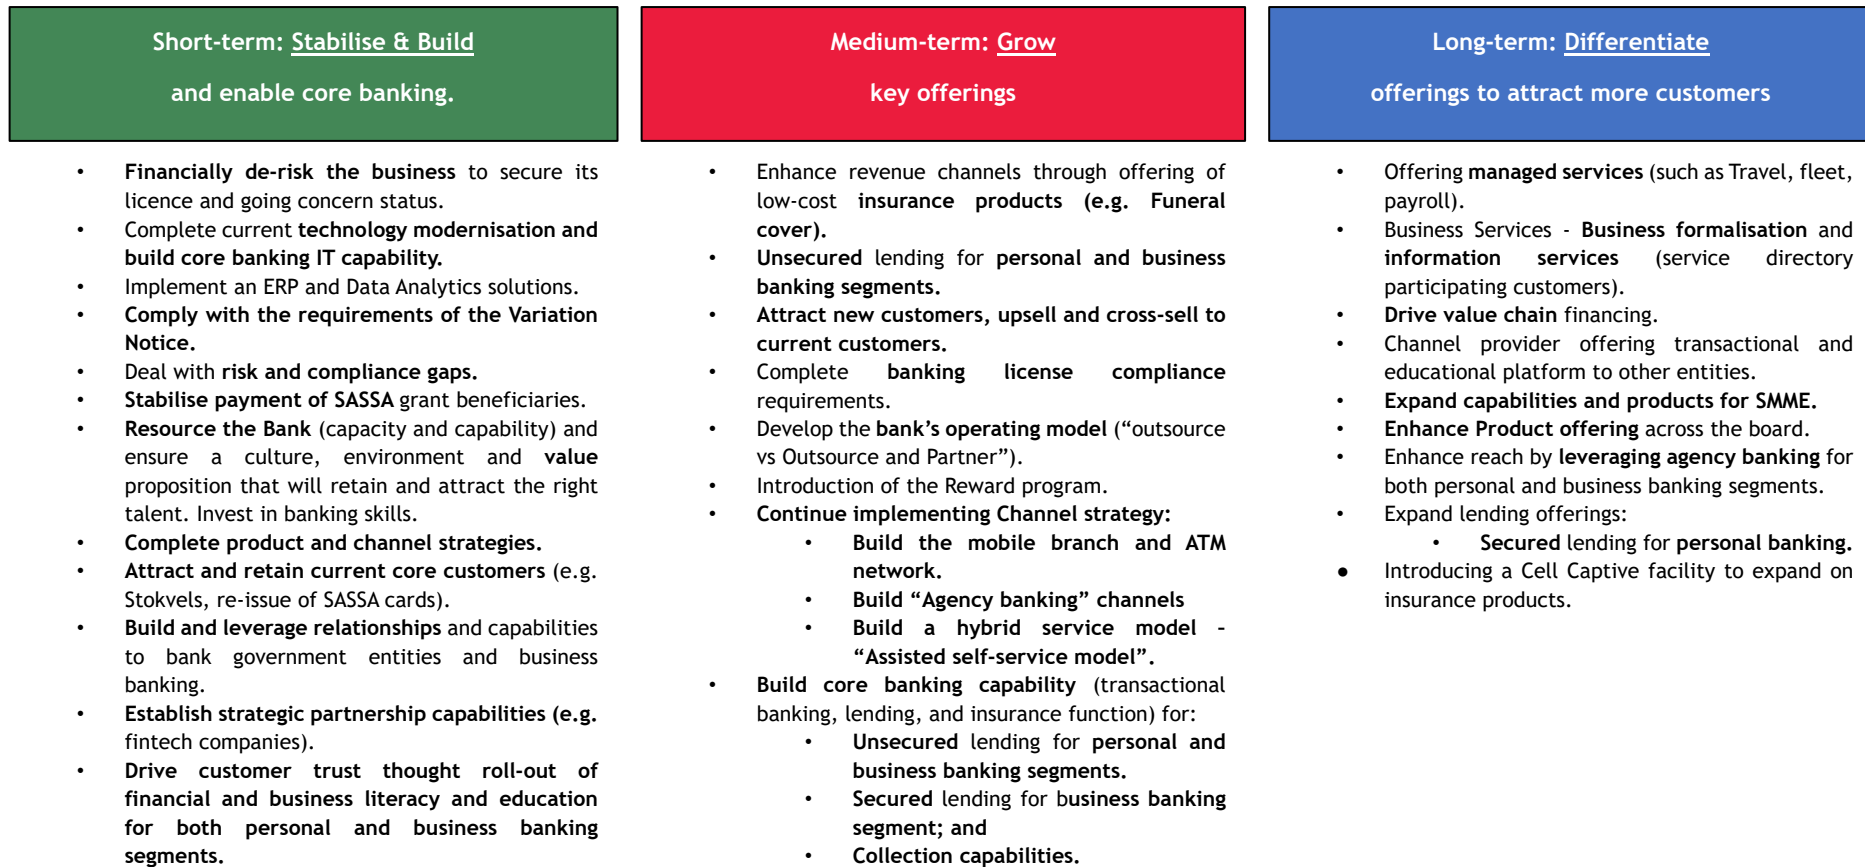 Short-term: Stabilise & Build
and enable core banking.
• Financially de-risk the business to secure its
licence and going concern status.
• Complete current technology modernisation and
build core banking IT capability.
• Implement an ERP and Data Analytics solutions.
• Comply with the requirements of the Variation
Notice.
• Deal with risk and compliance gaps.
• Stabilise payment of SASSA grant beneficiaries.
• Resource the Bank (capacity and capability) and
ensure a culture, environment and value
proposition that will retain and attract the right
talent. Invest in banking skills.
• Complete product and channel strategies.
• Attract and retain current core customers (e.g.
Stokvels, re-issue of SASSA cards).
• Build and leverage relationships and capabilities
to bank government entities and business
banking.
• Establish strategic partnership capabilities (e.g.
fintech companies).
• Drive customer trust thought roll-out of
financial and business literacy and education
for both personal and business banking
segments.
Medium-term: Grow
key offerings
• Enhance revenue channels through offering of
low-cost insurance products (e.g. Funeral
cover).
• Unsecured lending for personal and business
banking segments.
• Attract new customers, upsell and cross-sell to
current customers.
• Complete banking license compliance
requirements.
• Develop the bank’s operating model (“outsource
vs Outsource and Partner”).
• Introduction of the Reward program.
• Continue implementing Channel strategy:
• Build the mobile branch and ATM
network.
• Build “Agency banking” channels
• Build a hybrid service model –
“Assisted self-service model”.
• Build core banking capability (transactional
banking, lending, and insurance function) for:
• Unsecured lending for personal and
business banking segments.
• Secured lending for business banking
segment; and
• Collection capabilities.
Long-term: Differentiate
offerings to attract more customers
• Offering managed services (such as Travel, fleet,
payroll).
• Business Services - Business formalisation and
information services (service directory
participating customers).
• Drive value chain financing.
• Channel provider offering transactional and
educational platform to other entities.
• Expand capabilities and products for SMME.
• Enhance Product offering across the board.
• Enhance reach by leveraging agency banking for
both personal and business banking segments.
• Expand lending offerings:
• Secured lending for personal banking.
● Introducing a Cell Captive facility to expand on
insurance products.